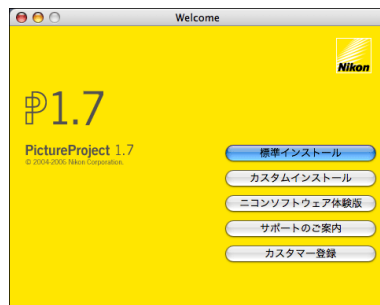 Welcome
Nikon
P1.7
PictureProject 1.7
© 2004-2006 Nikon Corporation.
標準インストール
カスタムインストール
ニコンソフトウェア体験版
サポートのご案内
カスタマー登録